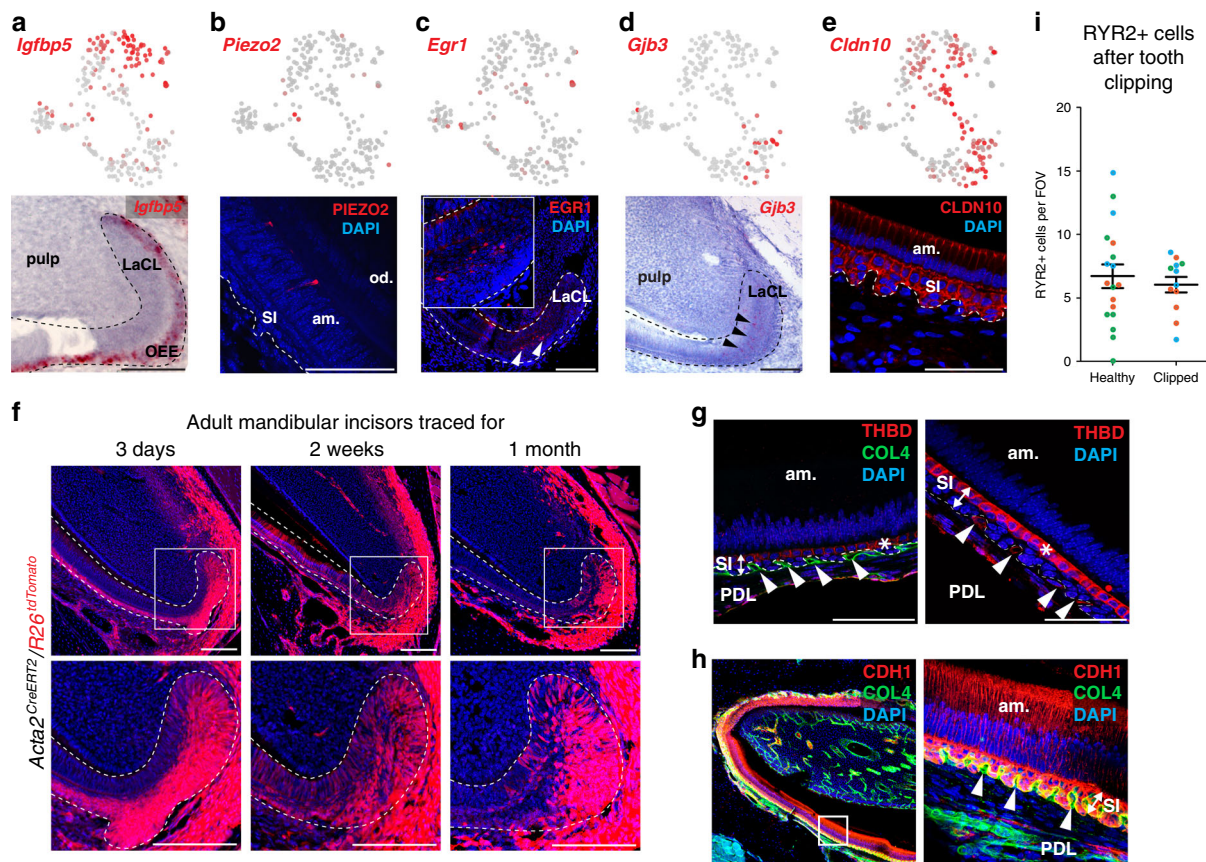 a
Igfbp5
Igfbp5
pulp
LaCL
OEE
b
Piezo2
PIEZO2
DAPI
od.
SI
am.
c
Egr1
EGR1
DAPI
LaCL
d
Gjb3
Gjb3
pulp
LaCL
e
Cldn10
CLDN10
DAPI
am.
SI
i
RYR2+ cells
after tooth
clipping
RYR2+ cells per FOV
20
15
10
5
0
Healthy
Clipped
f
Adult mandibular incisors traced for
3 days
2 weeks
1 month
Acta2CreERT2/R26tdTomato
g
THBD
COL4
DAPI
am.
SI
*
PDL
THBD
DAPI
am.
SI
*
PDL
h
CDH1
COL4
DAPI
CDH1
COL4
DAPI
am.
SI
PDL